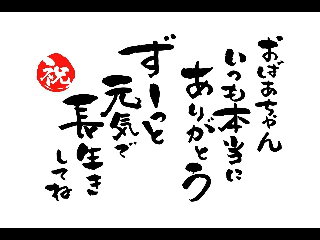 おばあちゃん
いつも本当に
ありがとう
ずーっと
元気で
長生き
してね
祝